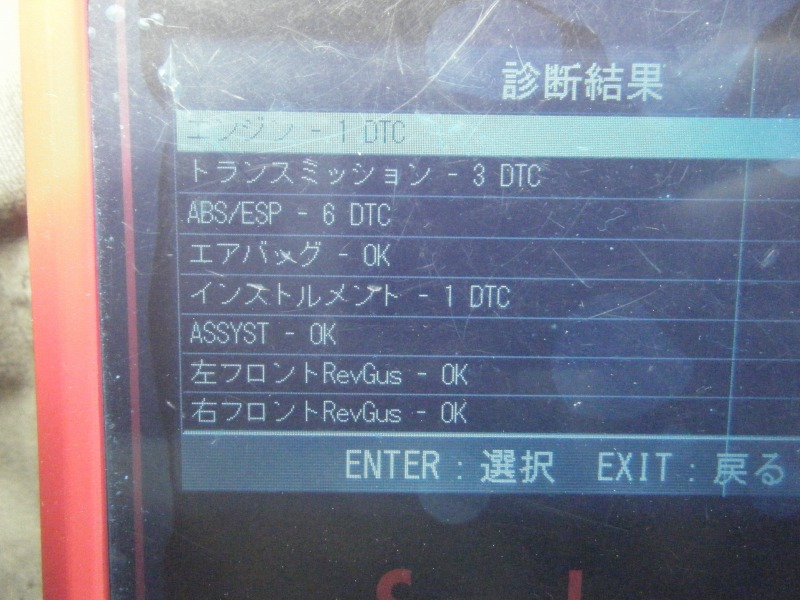 診断結果
エンジン - 1 DTC
トランスミッション - 3 DTC
ABS/ESP - 6 DTC
エアバッグ - OK
インストルメント - 1 DTC
ASSYST - OK
左フロントRevGus - OK
右フロントRevGus - OK
ENTER : 選択 EXIT : 戻る